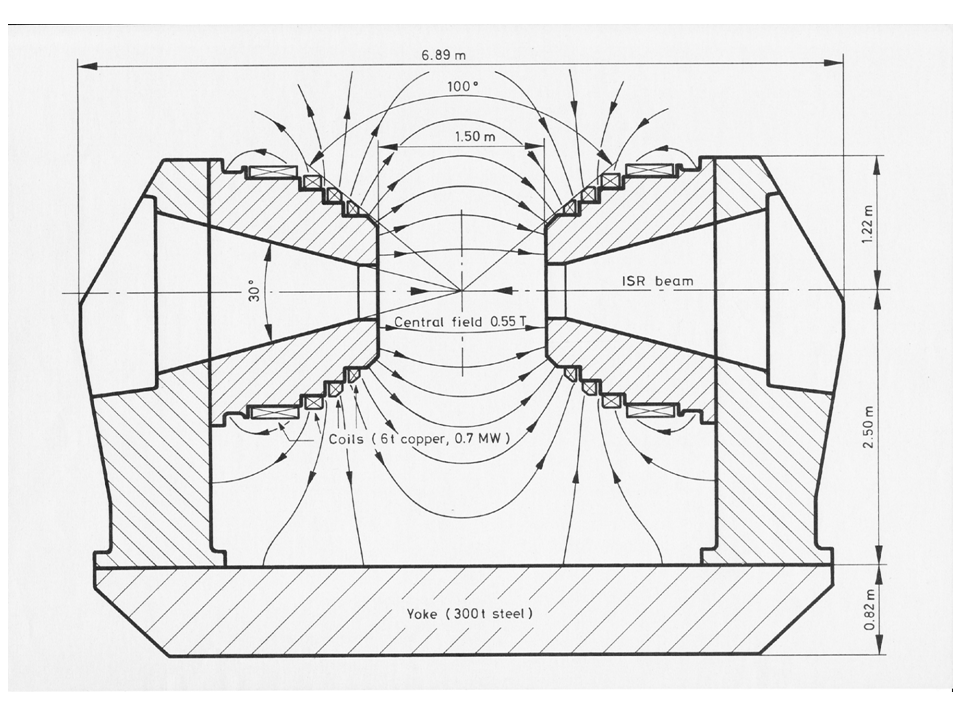 6.89 m
100°
1.50 m
1.22 m
30°
ISR beam
Central field 0.55 T
2.50 m
Coils ( 6t copper, 0.7 MW )
Yoke ( 300t steel )
0.82 m